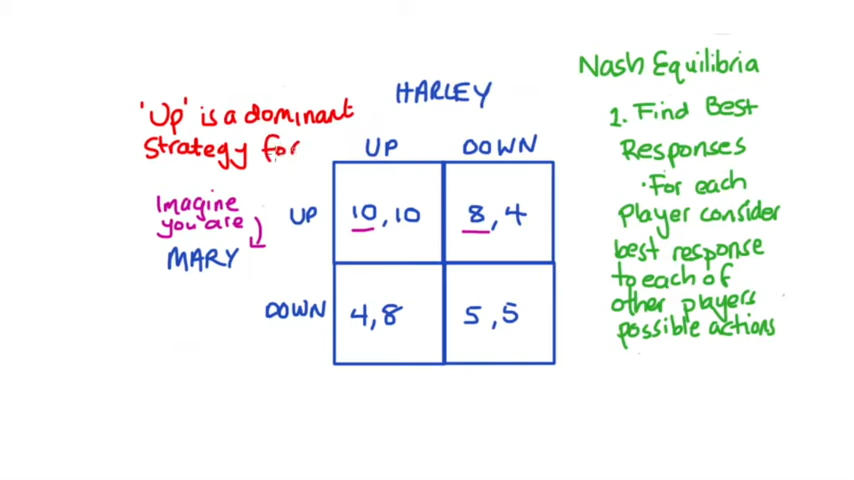 Nash Equilibria
1. Find Best
Responses
·For each
Player consider
best response
to each of
other players
possible actions
'Up' is a dominant
Strategy for
HARLEY
UP DOWN
Imagine
you are
MARY
UP 10,10 8,4
DOWN 4,8 5,5